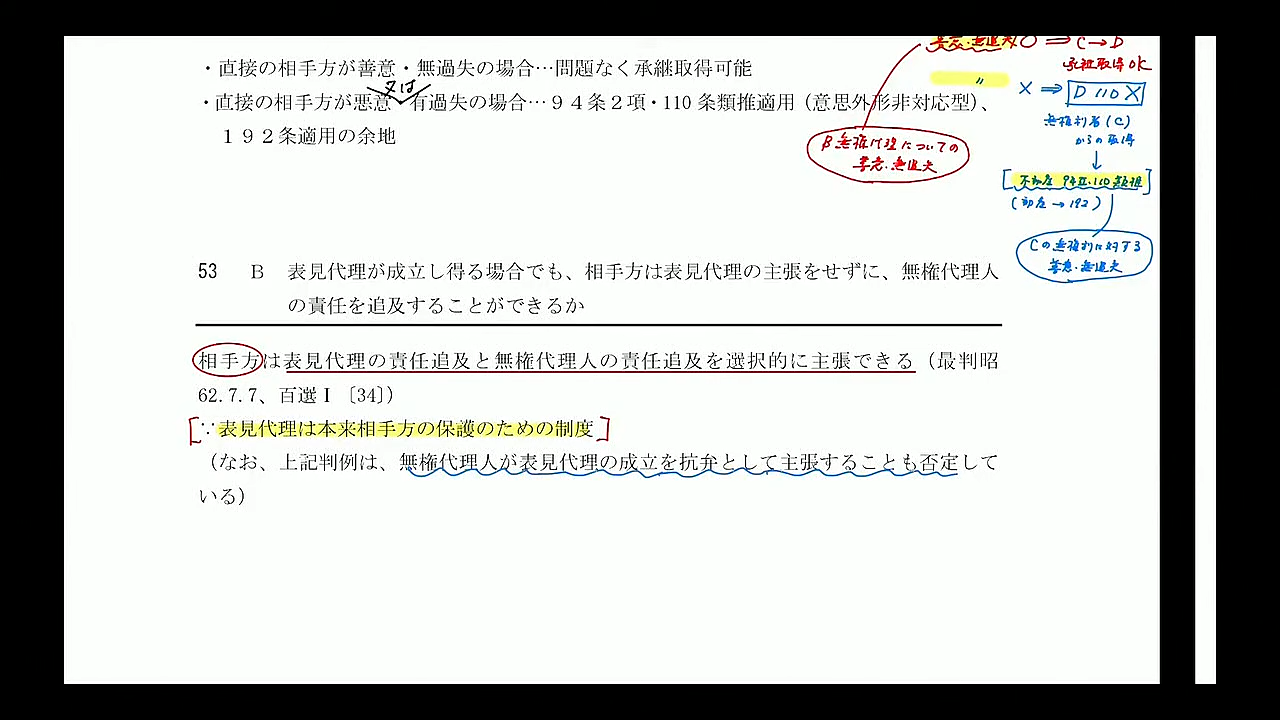 善意・無過失 ○ ⇒ C→D
承継取得OK
・直接の相手方が善意・無過失の場合…問題なく承継取得可能
〃 × ⇒ D 110 X
又は
・直接の相手方が悪意 有過失の場合…９４条２項・110 条類推適用（意思外形非対応型）、
１９２条適用の余地
無権利者(C)
からの取得
↓
無権代理についての
善意・無過失
[不動産 94Ⅱ・110類推]
(動産 → 192)
Cの無権利に対する
善意・無過失
53 Ｂ 表見代理が成立し得る場合でも、相手方は表見代理の主張をせずに、無権代理人
の責任を追及することができるか
相手方は表見代理の責任追及と無権代理人の責任追及を選択的に主張できる（最判昭
62.7.7、百選Ⅰ〔34〕）
[∵表見代理は本来相手方の保護のための制度]
（なお、上記判例は、無権代理人が表見代理の成立を抗弁として主張することも否定して
いる）